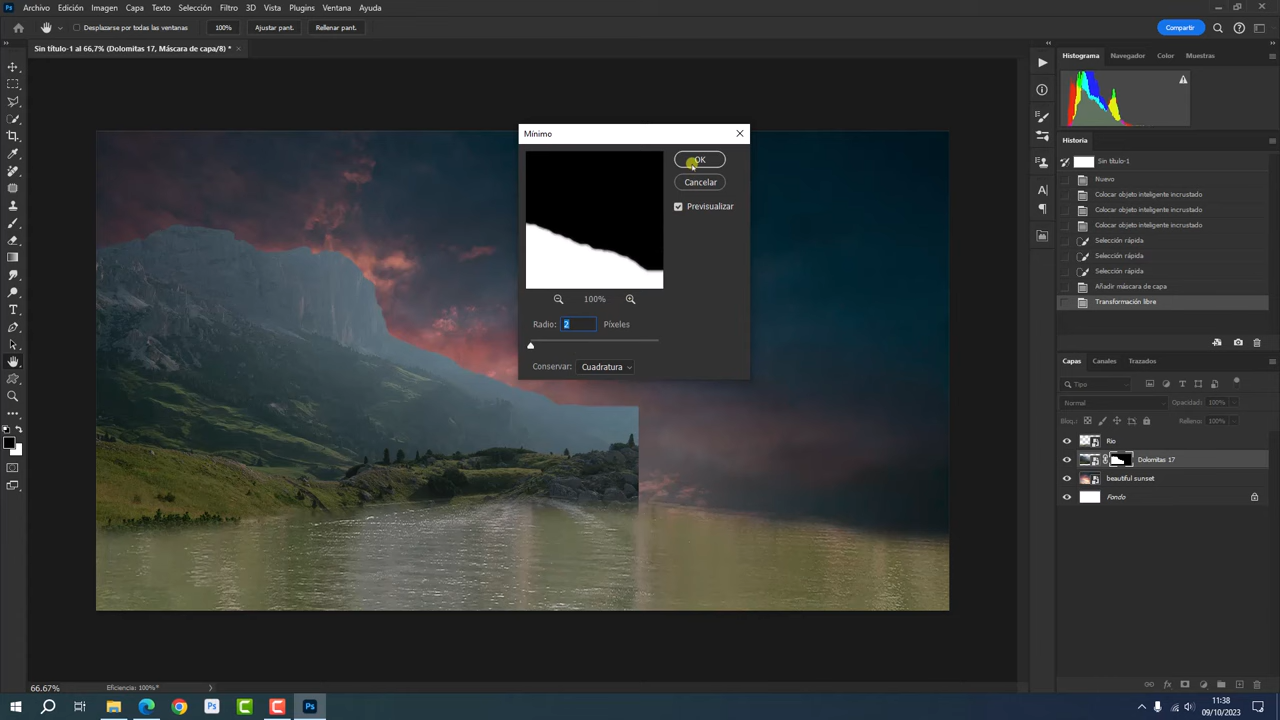 Ps Archivo Edición Imagen Capa Texto Selección Filtro 3D Vista Plugins Ventana Ayuda
Desplazarse por todas las ventanas 100% Ajustar pant. Rellenar pant. Compartir
Sin título-1 al 66,7% (Dolomitas 17, Máscara de capa/8) * ×
Histograma Navegador Color Muestras
Mínimo
OK
Cancelar
Previsualizar
100%
Radio: 2 Píxeles
Conservar: Cuadratura
Historia
Sin título-1
Nuevo
Colocar objeto inteligente incrustado
Colocar objeto inteligente incrustado
Colocar objeto inteligente incrustado
Selección rápida
Selección rápida
Selección rápida
Añadir máscara de capa
Transformación libre
Capas Canales Trazados
Tipo
Normal Opacidad: 100%
Bloq.: Relleno: 100%
Rio
Dolomitas 17
beautiful sunset
Fondo
66.67% Eficiencia: 100%*
11:38
09/10/2023